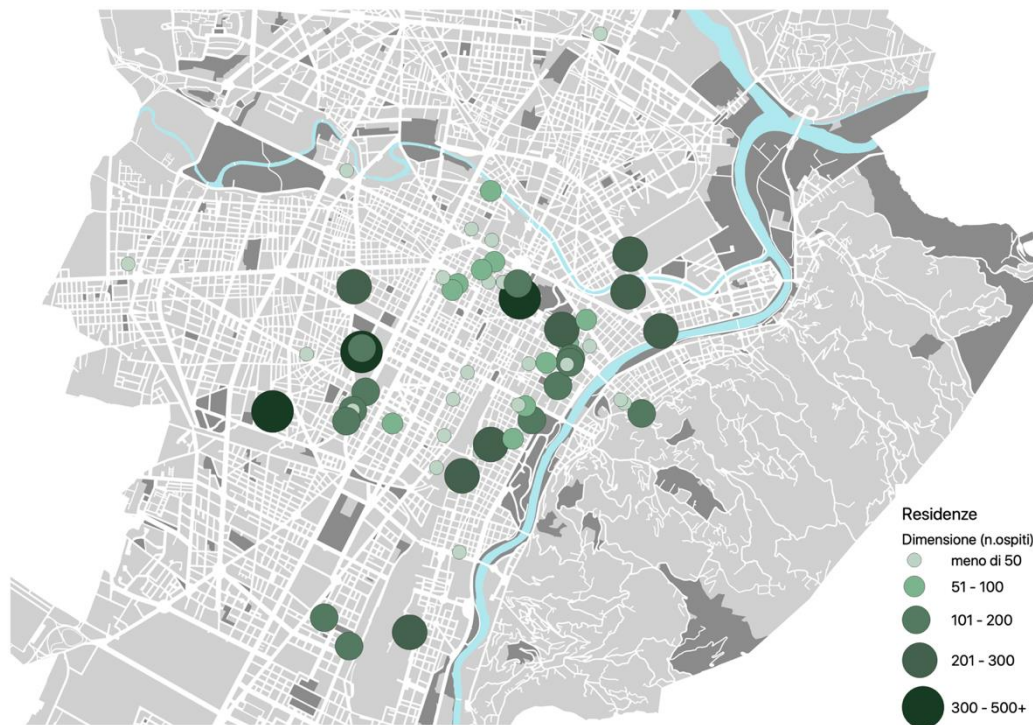 Residenze
Dimensione (n.ospiti)
meno di 50
51 - 100
101 - 200
201 - 300
300 - 500+